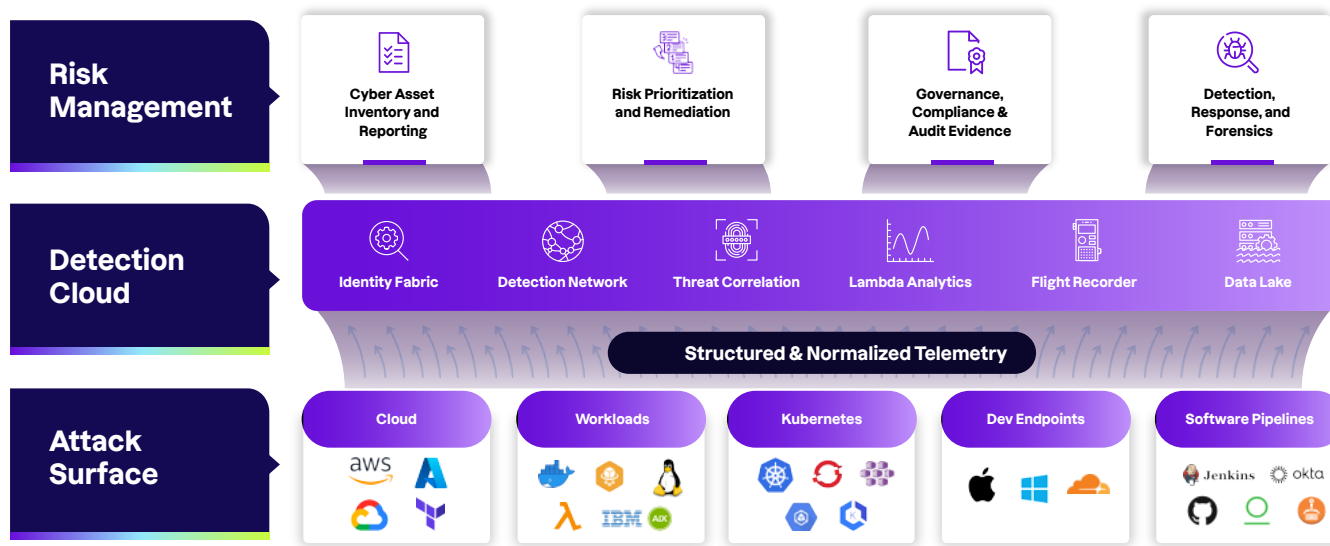 Risk
Management
Cyber Asset
Inventory and
Reporting
Risk Prioritization
and Remediation
Governance,
Compliance &
Audit Evidence
Detection,
Response, and
Forensics
Detection
Cloud
Identity Fabric
Detection Network
Threat Correlation
Lambda Analytics
Flight Recorder
Data Lake
Structured & Normalized Telemetry
Attack
Surface
Cloud
Workloads
Kubernetes
Dev Endpoints
Software Pipelines
aws
IBM
AIX
Jenkins
okta